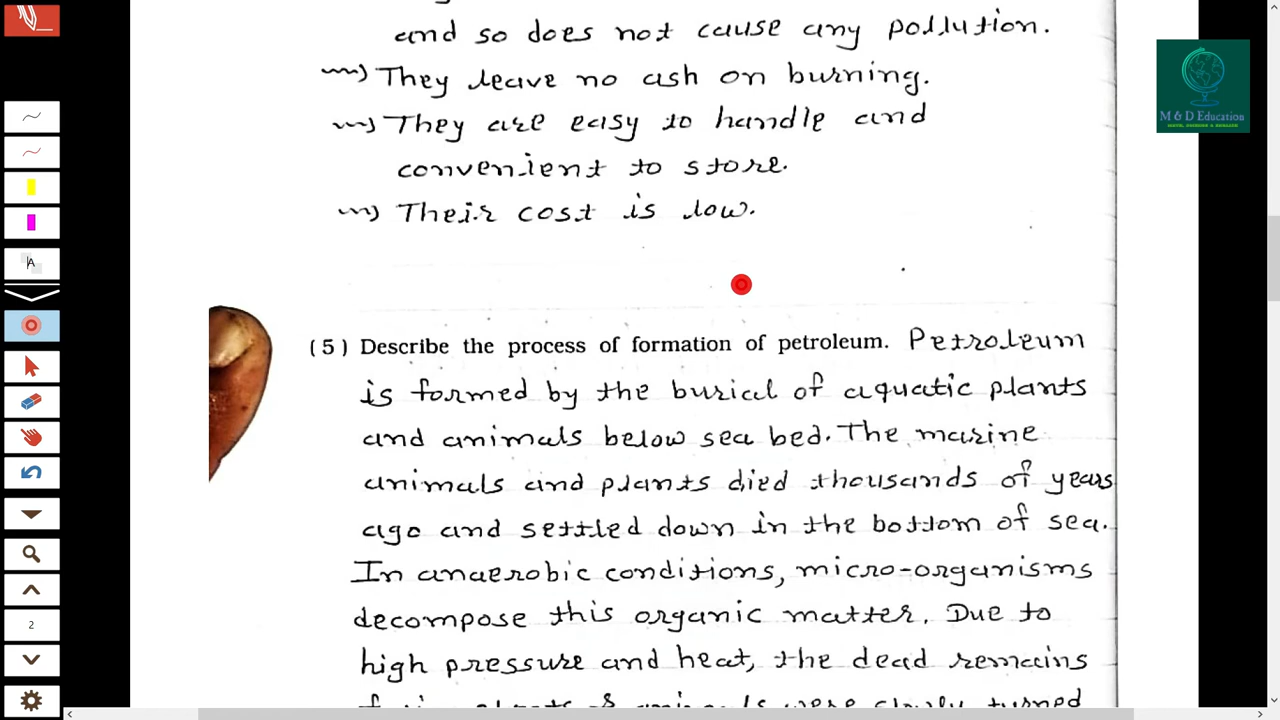 and so does not cause any pollution.
They leave no ash on burning.
They are easy to handle and
convenient to store.
Their cost is low.
M & D Education
(5) Describe the process of formation of petroleum. Petroleum
is formed by the burial of aquatic plants
and animals below sea bed. The marine
animals and plants died thousands of years
ago and settled down in the bottom of sea.
In anaerobic conditions, micro-organisms
decompose this organic matter. Due to
high pressure and heat, the dead remains
A
2